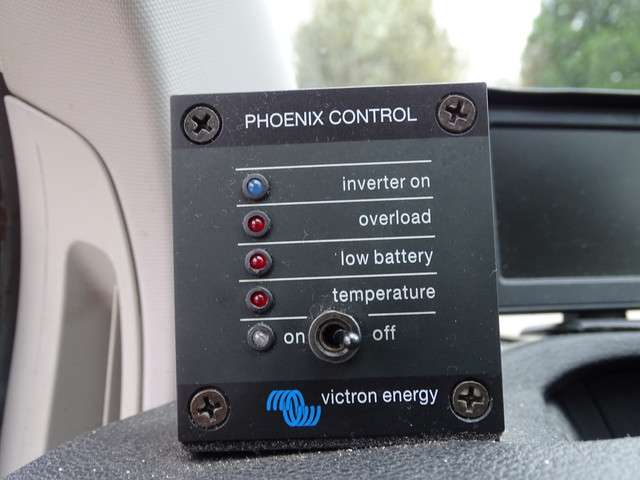 PHOENIX CONTROL
inverter on
overload
low battery
temperature
on off
victron energy